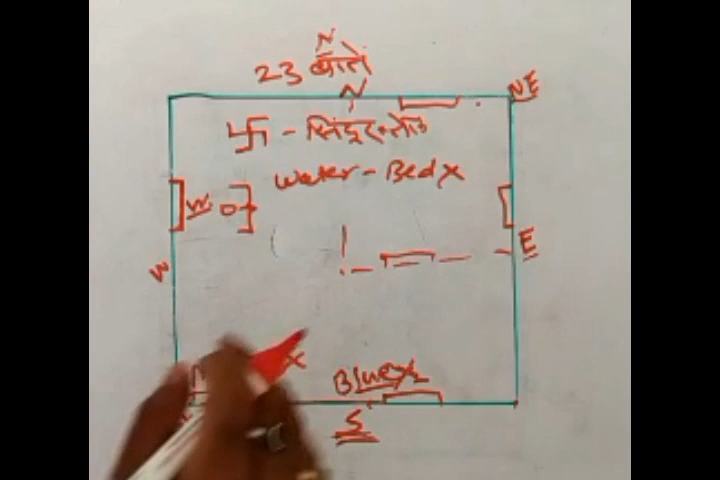 N
23 बातें
N
NE
卐 - सिंदूर + तेल
Water - Bed X
W
W
E
X
Blue X
S